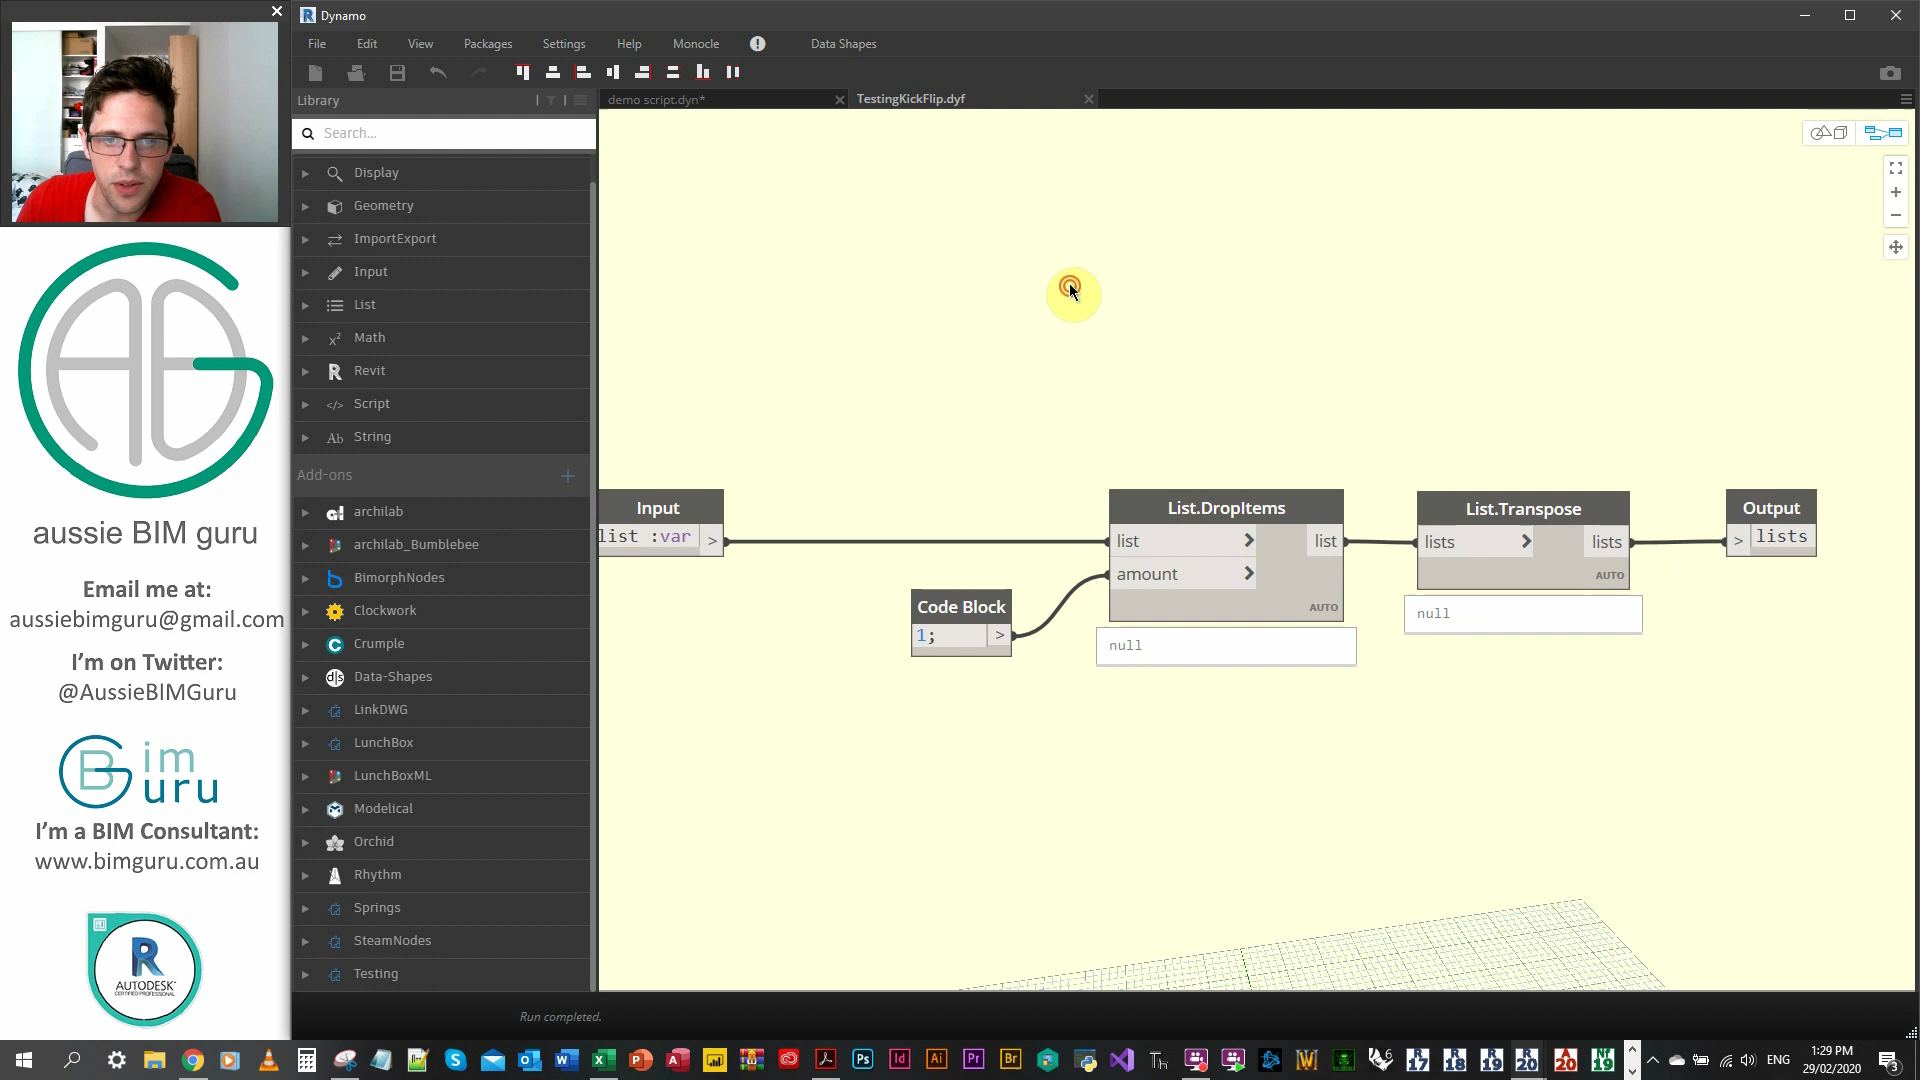 Dynamo
File Edit View Packages Settings Help Monocle Data Shapes
Library
demo script.dyn*
TestingKickFlip.dyf
Search...
Display
Geometry
ImportExport
Input
List
Math
Revit
Script
String
Add-ons
archilab
archilab_Bumblebee
BimorphNodes
Clockwork
Crumple
Data-Shapes
LinkDWG
LunchBox
LunchBoxML
Modelical
Orchid
Rhythm
Springs
SteamNodes
Testing
aussie BIM guru
Email me at:
aussiebimguru@gmail.com
I'm on Twitter:
@AussieBIMGuru
Bim
Guru
I'm a BIM Consultant:
www.bimguru.com.au
R
AUTODESK
CERTIFIED PROFESSIONAL
Input
list :var >
Code Block
1; >
List.DropItems
list > list
amount >
AUTO
null
List.Transpose
lists > lists
AUTO
null
Output
> lists
Run completed.
ENG
1:29 PM
29/02/2020